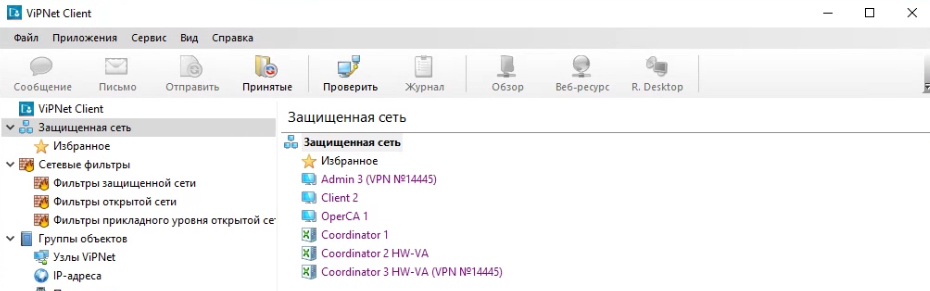 ViPNet Client
Файл Приложения Сервис Вид Справка
Сообщение Письмо Отправить Принятые Проверить Журнал Обзор Веб-ресурс R. Desktop
ViPNet Client
Защищенная сеть
Избранное
Сетевые фильтры
Фильтры защищенной сети
Фильтры открытой сети
Фильтры прикладного уровня открытой се
Группы объектов
Узлы ViPNet
IP-адреса
Защищенная сеть
Защищенная сеть
Избранное
Admin 3 (VPN №14445)
Client 2
OperCA 1
Coordinator 1
Coordinator 2 HW-VA
Coordinator 3 HW-VA (VPN №14445)